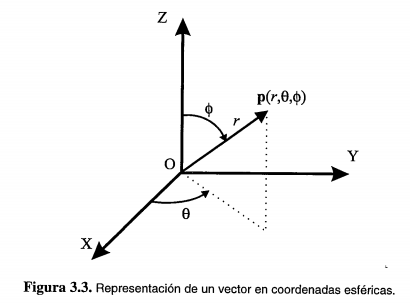 Z
p(r,θ,ϕ)
ϕ
r
O
Y
θ
X
Figura 3.3. Representación de un vector en coordenadas esféricas.